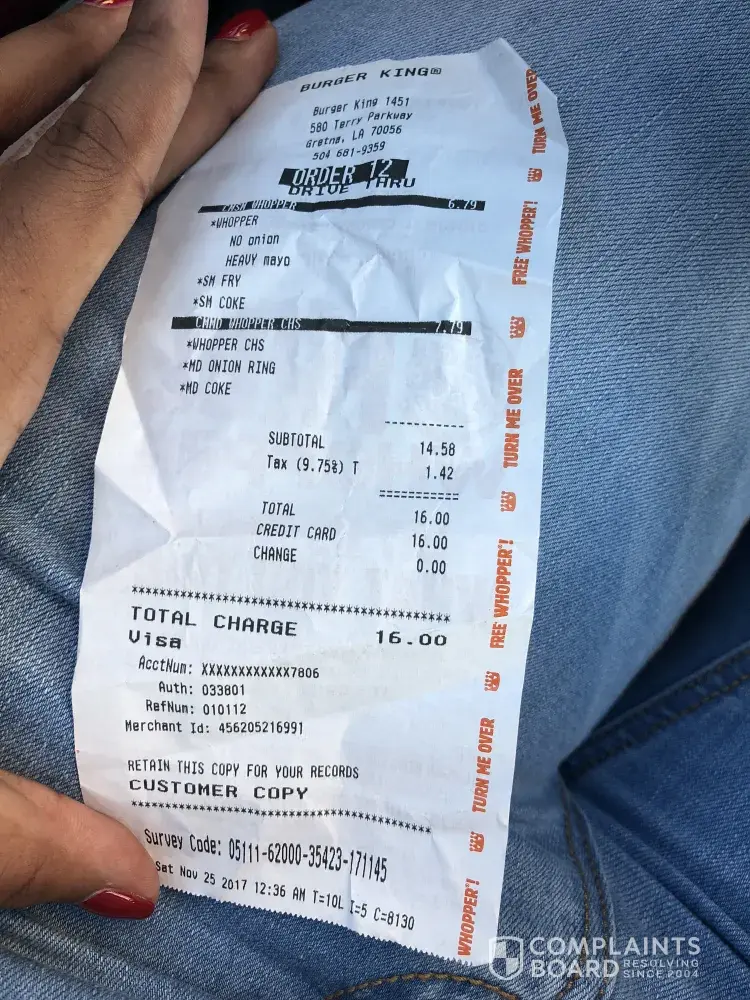 BURGER KING®
Burger King 1451
580 Terry Parkway
Gretna, LA 70056
504 681-9359
ORDER 12
DRIVE THRU
CMSM WHOPPER 6.79
*WHOPPER
NO onion
HEAVY mayo
*SM FRY
*SM COKE
CMMD WHOPPER CHS 7.79
*WHOPPER CHS
*MD ONION RING
*MD COKE
------------
SUBTOTAL 14.58
Tax (9.75%) T 1.42
============
TOTAL 16.00
CREDIT CARD 16.00
CHANGE 0.00
****************************************
TOTAL CHARGE 16.00
Visa
AcctNum: XXXXXXXXXXXX7806
Auth: 033801
RefNum: 010112
Merchant Id: 456205216991
RETAIN THIS COPY FOR YOUR RECORDS
CUSTOMER COPY
****************************************
Survey Code: 05111-62000-35423-171145
Sat Nov 25 2017 12:36 AM T=10L I=5 C=8130
TURN ME OVER
FREE WHOPPER!
TURN ME OVER
FREE WHOPPER!
TURN ME OVER
WHOPPER!
COMPLAINTS
BOARD RESOLVING
SINCE 2004